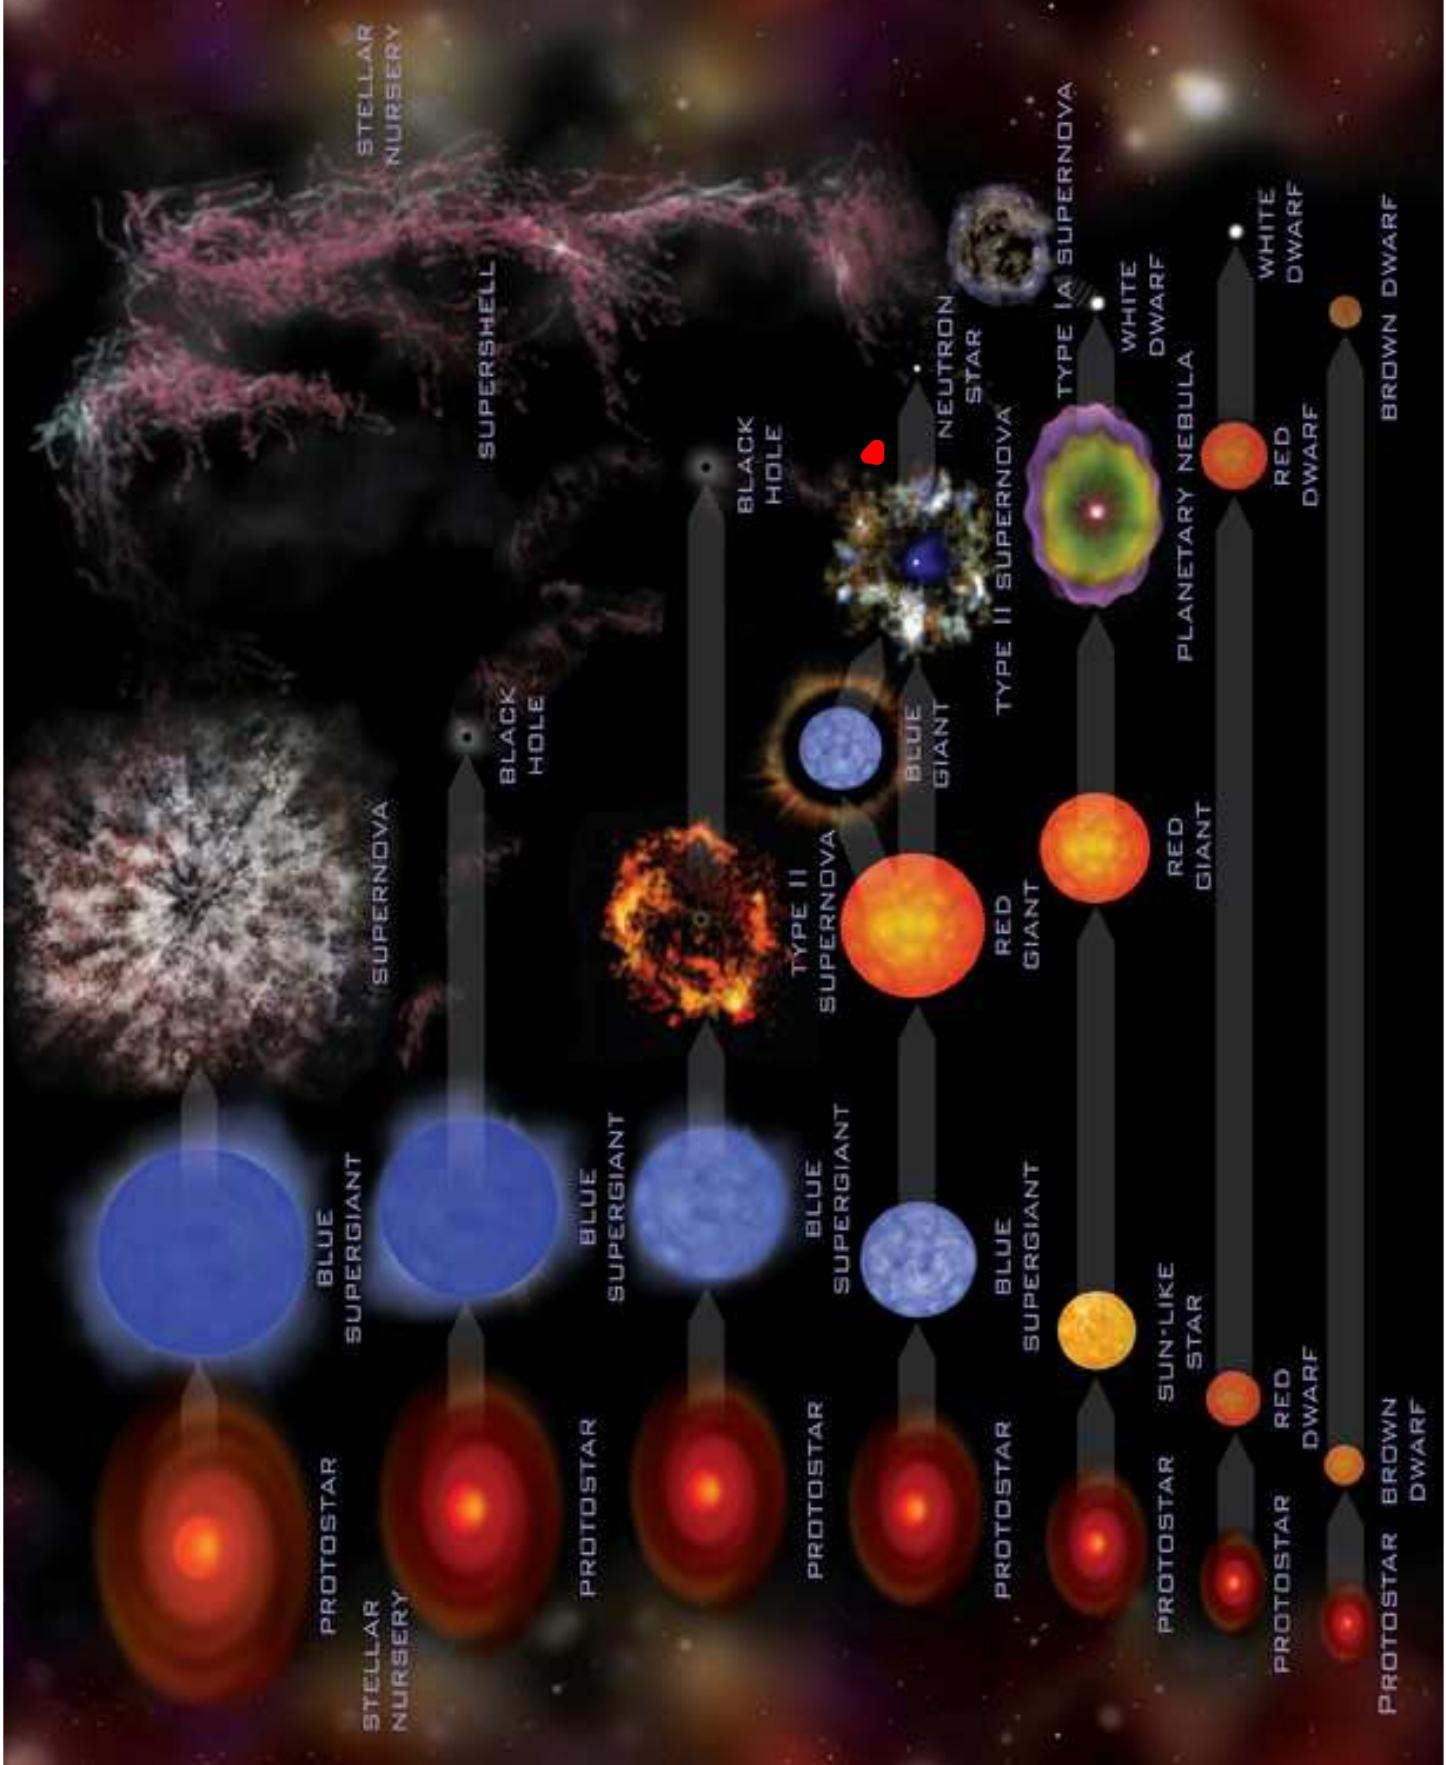 STELLAR
NURSERY
PROTOSTAR
BLUE
SUPERGIANT
SUPERNOVA
SUPERSHELL
STELLAR
NURSERY
PROTOSTAR
BLUE
SUPERGIANT
BLACK
HOLE
PROTOSTAR
BLUE
SUPERGIANT
TYPE II
SUPERNOVA
BLACK
HOLE
PROTOSTAR
BLUE
SUPERGIANT
RED
GIANT
BLUE
GIANT
TYPE II SUPERNOVA
NEUTRON
STAR
PROTOSTAR
SUN-LIKE
STAR
RED
GIANT
PLANETARY NEBULA
WHITE
DWARF
TYPE IA SUPERNOVA
PROTOSTAR
RED
DWARF
RED
DWARF
WHITE
DWARF
PROTOSTAR
BROWN
DWARF
BROWN DWARF